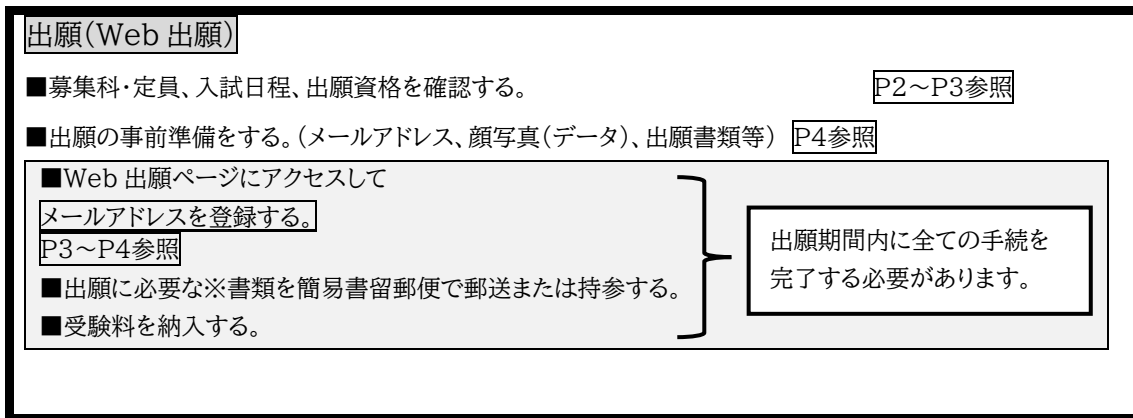 出願(Web 出願)
■募集科・定員、入試日程、出願資格を確認する。 P2～P3参照
■出願の事前準備をする。(メールアドレス、顔写真(データ)、出願書類等) P4参照
■Web 出願ページにアクセスして
メールアドレスを登録する。
P3～P4参照
■出願に必要な※書類を簡易書留郵便で郵送または持参する。
■受験料を納入する。
出願期間内に全ての手続を
完了する必要があります。